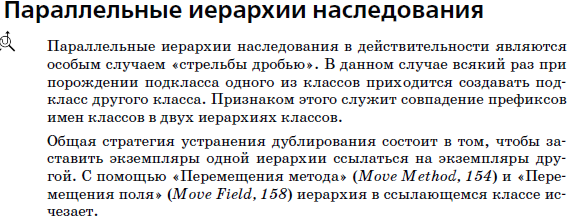 Параллельные иерархии наследования
Параллельные иерархии наследования в действительности являются
особым случаем «стрельбы дробью». В данном случае всякий раз при
порождении подкласса одного из классов приходится создавать под-
класс другого класса. Признаком этого служит совпадение префиксов
имен классов в двух иерархиях классов.
Общая стратегия устранения дублирования состоит в том, чтобы за-
ставить экземпляры одной иерархии ссылаться на экземпляры дру-
гой. С помощью «Перемещения метода» (Move Method, 154) и «Пере-
мещения поля» (Move Field, 158) иерархия в ссылающемся классе ис-
чезает.